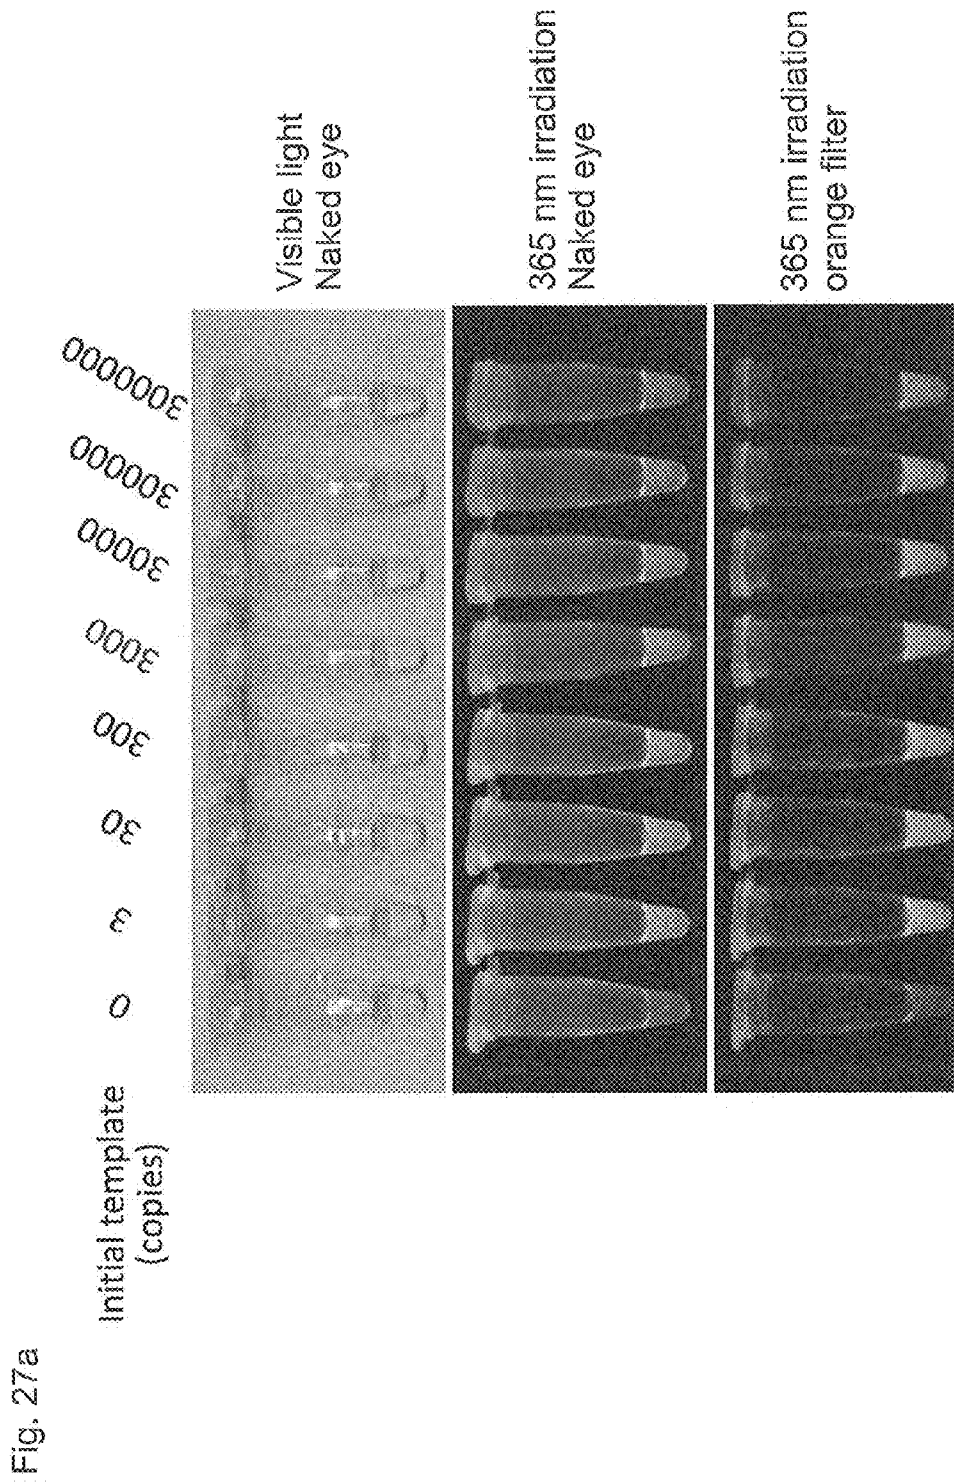 Fig. 27a
Initial template
(copies)
0
3
30
300
3000
30000
300000
3000000
Visible light
Naked eye
365 nm irradiation
Naked eye
365 nm irradiation
orange filter